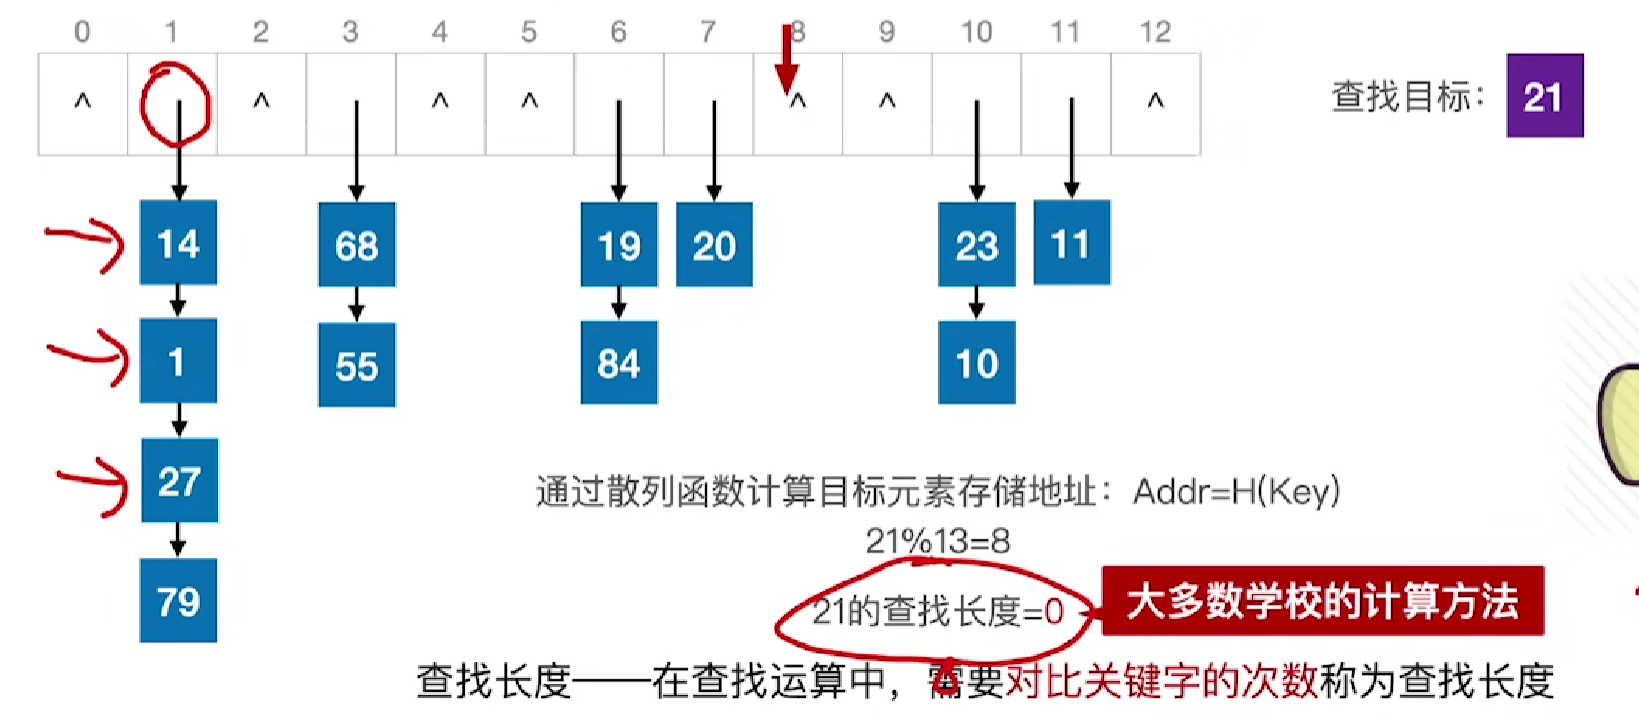 0 1 2 3 4 5 6 7 8 9 10 11 12
^ ^ ^ ^ ^ ^ ^
查找目标： 21
14 68 19 20 23 11
1 55 84 10
27
通过散列函数计算目标元素存储地址：Addr=H(Key)
21%13=8
79
21的查找长度=0
大多数学校的计算方法
查找长度——在查找运算中，需要对比关键字的次数称为查找长度